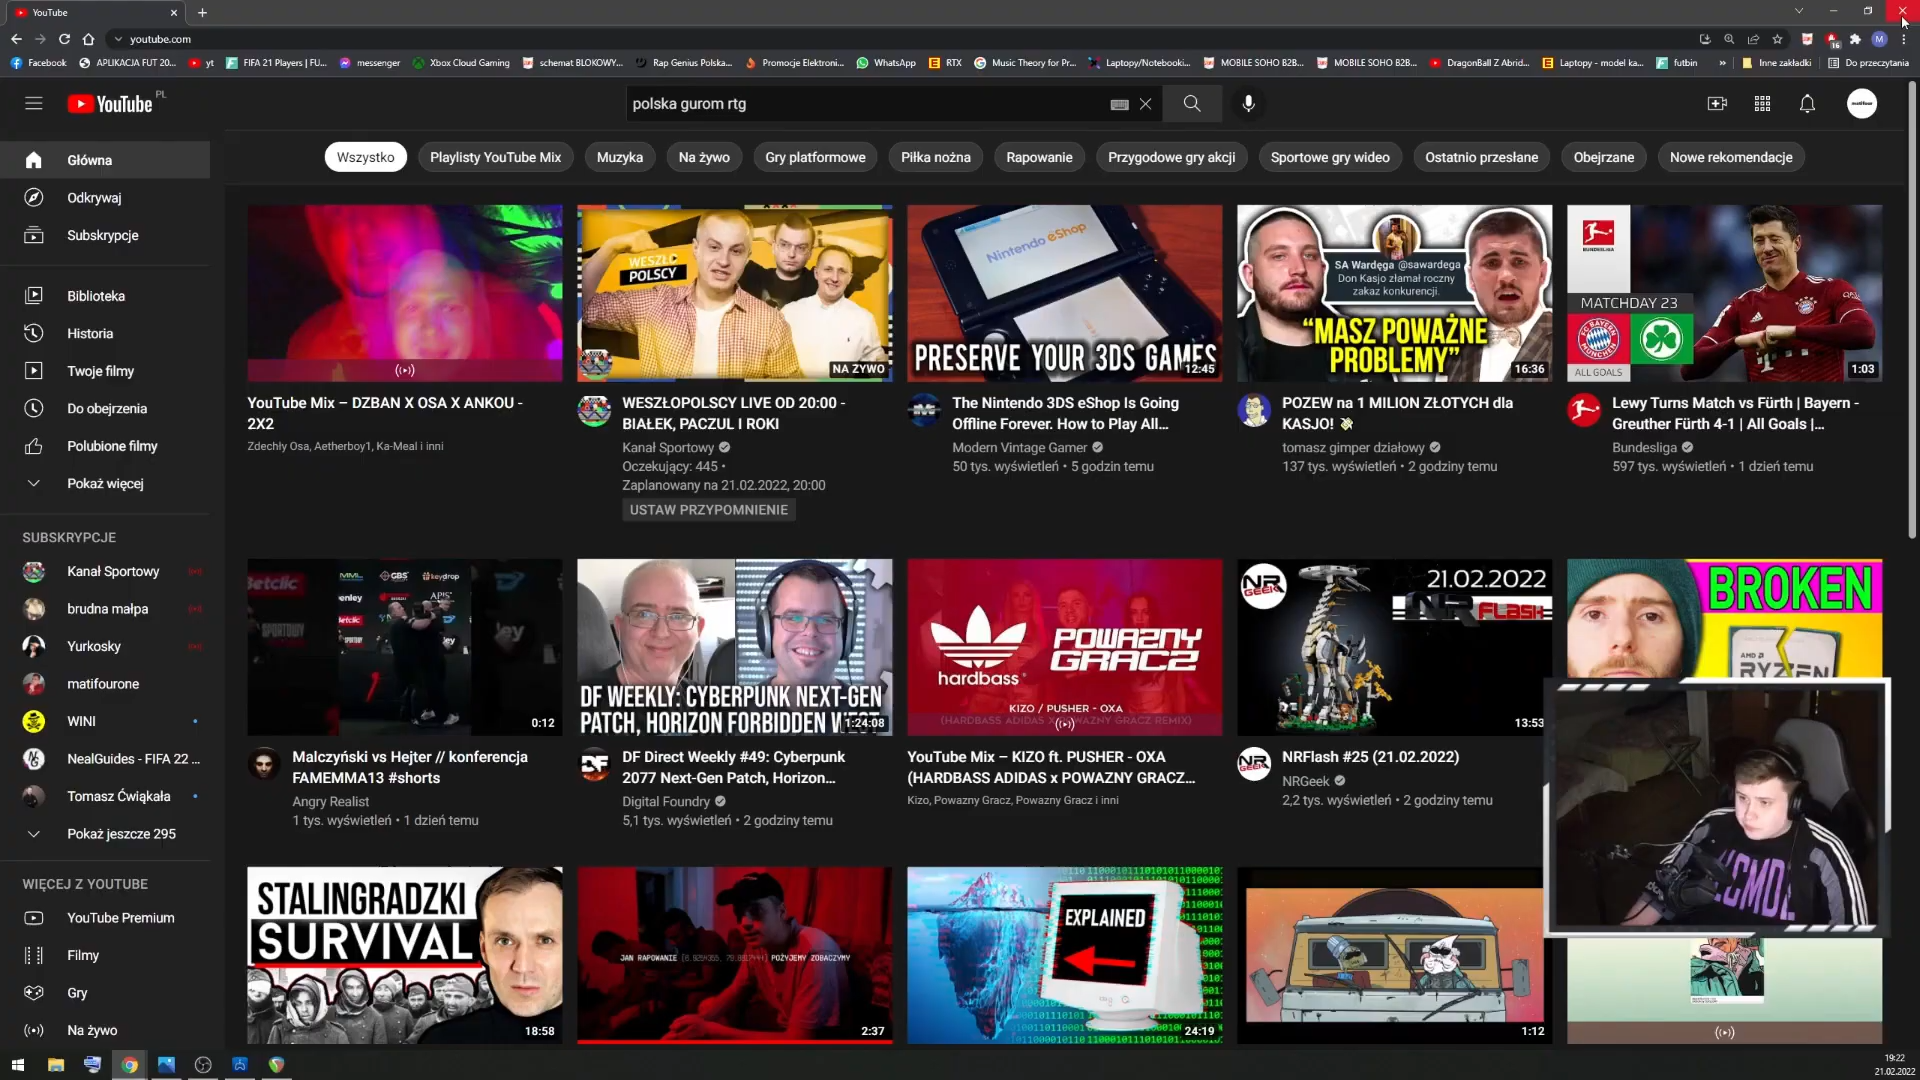 YouTube
youtube.com
Facebook
APLIKACJA FUT 20...
yt
FIFA 21 Players | FU...
messenger
Xbox Cloud Gaming
schemat BLOKOWY...
Rap Genius Polska...
Promocje Elektroni...
WhatsApp
RTX
Music Theory for Pr...
Laptopy/Notebooki...
MOBILE SOHO B2B...
MOBILE SOHO B2B...
DragonBall Z Abrid...
Laptopy - model ka...
futbin
»
Inne zakładki
Do przeczytania
YouTube PL
polska gurom rtg
Wszystko
Playlisty YouTube Mix
Muzyka
Na żywo
Gry platformowe
Piłka nożna
Rapowanie
Przygodowe gry akcji
Sportowe gry wideo
Ostatnio przesłane
Obejrzane
Nowe rekomendacje
Główna
Odkrywaj
Subskrypcje
Biblioteka
Historia
Twoje filmy
Do obejrzenia
Polubione filmy
Pokaż więcej
SUBSKRYPCJE
Kanał Sportowy
brudna małpa
Yurkosky
matifourone
WINI
NealGuides - FIFA 22 ...
Tomasz Ćwiąkała
Pokaż jeszcze 295
WIĘCEJ Z YOUTUBE
YouTube Premium
Filmy
Gry
Na żywo
YouTube Mix – DZBAN X OSA X ANKOU -
2X2
Zdechły Osa, Aetherboy1, Ka-Meal i inni
WESZŁO
POLSCY
NA ŻYWO
WESZŁOPOLSCY LIVE OD 20:00 -
BIAŁEK, PACZUL I ROKI
Kanał Sportowy
Oczekujący: 445 •
Zaplanowany na 21.02.2022, 20:00
USTAW PRZYPOMNIENIE
Nintendo eShop
PRESERVE YOUR 3DS GAMES
12:45
The Nintendo 3DS eShop Is Going
Offline Forever. How to Play All...
Modern Vintage Gamer
50 tys. wyświetleń • 5 godzin temu
SA Wardęga @sawardega
Don Kasjo złamał roczny
zakaz konkurencji.
“MASZ POWAŻNE
PROBLEMY”
16:36
POZEW na 1 MILION ZŁOTYCH dla
KASJO!
tomasz gimper działowy
137 tys. wyświetleń • 2 godziny temu
BUNDESLIGA
MATCHDAY 23
ALL GOALS
1:03
Lewy Turns Match vs Fürth | Bayern -
Greuther Fürth 4-1 | All Goals |...
Bundesliga
597 tys. wyświetleń • 1 dzień temu
0:12
Malczyński vs Hejter // konferencja
FAMEMMA13 #shorts
Angry Realist
1 tys. wyświetleń • 1 dzień temu
DF WEEKLY: CYBERPUNK NEXT-GEN
PATCH, HORIZON FORBIDDEN WEST
1:24:08
DF Direct Weekly #49: Cyberpunk
2077 Next-Gen Patch, Horizon...
Digital Foundry
5,1 tys. wyświetleń • 2 godziny temu
hardbass
POWAZNY
GRACZ
KIZO / PUSHER - OXA
(HARDBASS ADIDAS X POWAZNY GRACZ REMIX)
YouTube Mix – KIZO ft. PUSHER - OXA
(HARDBASS ADIDAS x POWAZNY GRACZ...
Kizo, Powazny Gracz, Powazny Gracz i inni
NR
GEEK
21.02.2022
NR FLASH
13:53
NRFlash #25 (21.02.2022)
NRGeek
2,2 tys. wyświetleń • 2 godziny temu
BROKEN
AMD
RYZEN
STALINGRADZKI
SURVIVAL
18:58
JAN RAPOWANIE
POŻYJEMY ZOBACZYMY
2:37
EXPLAINED
24:19
1:12
19:22
21.02.2022